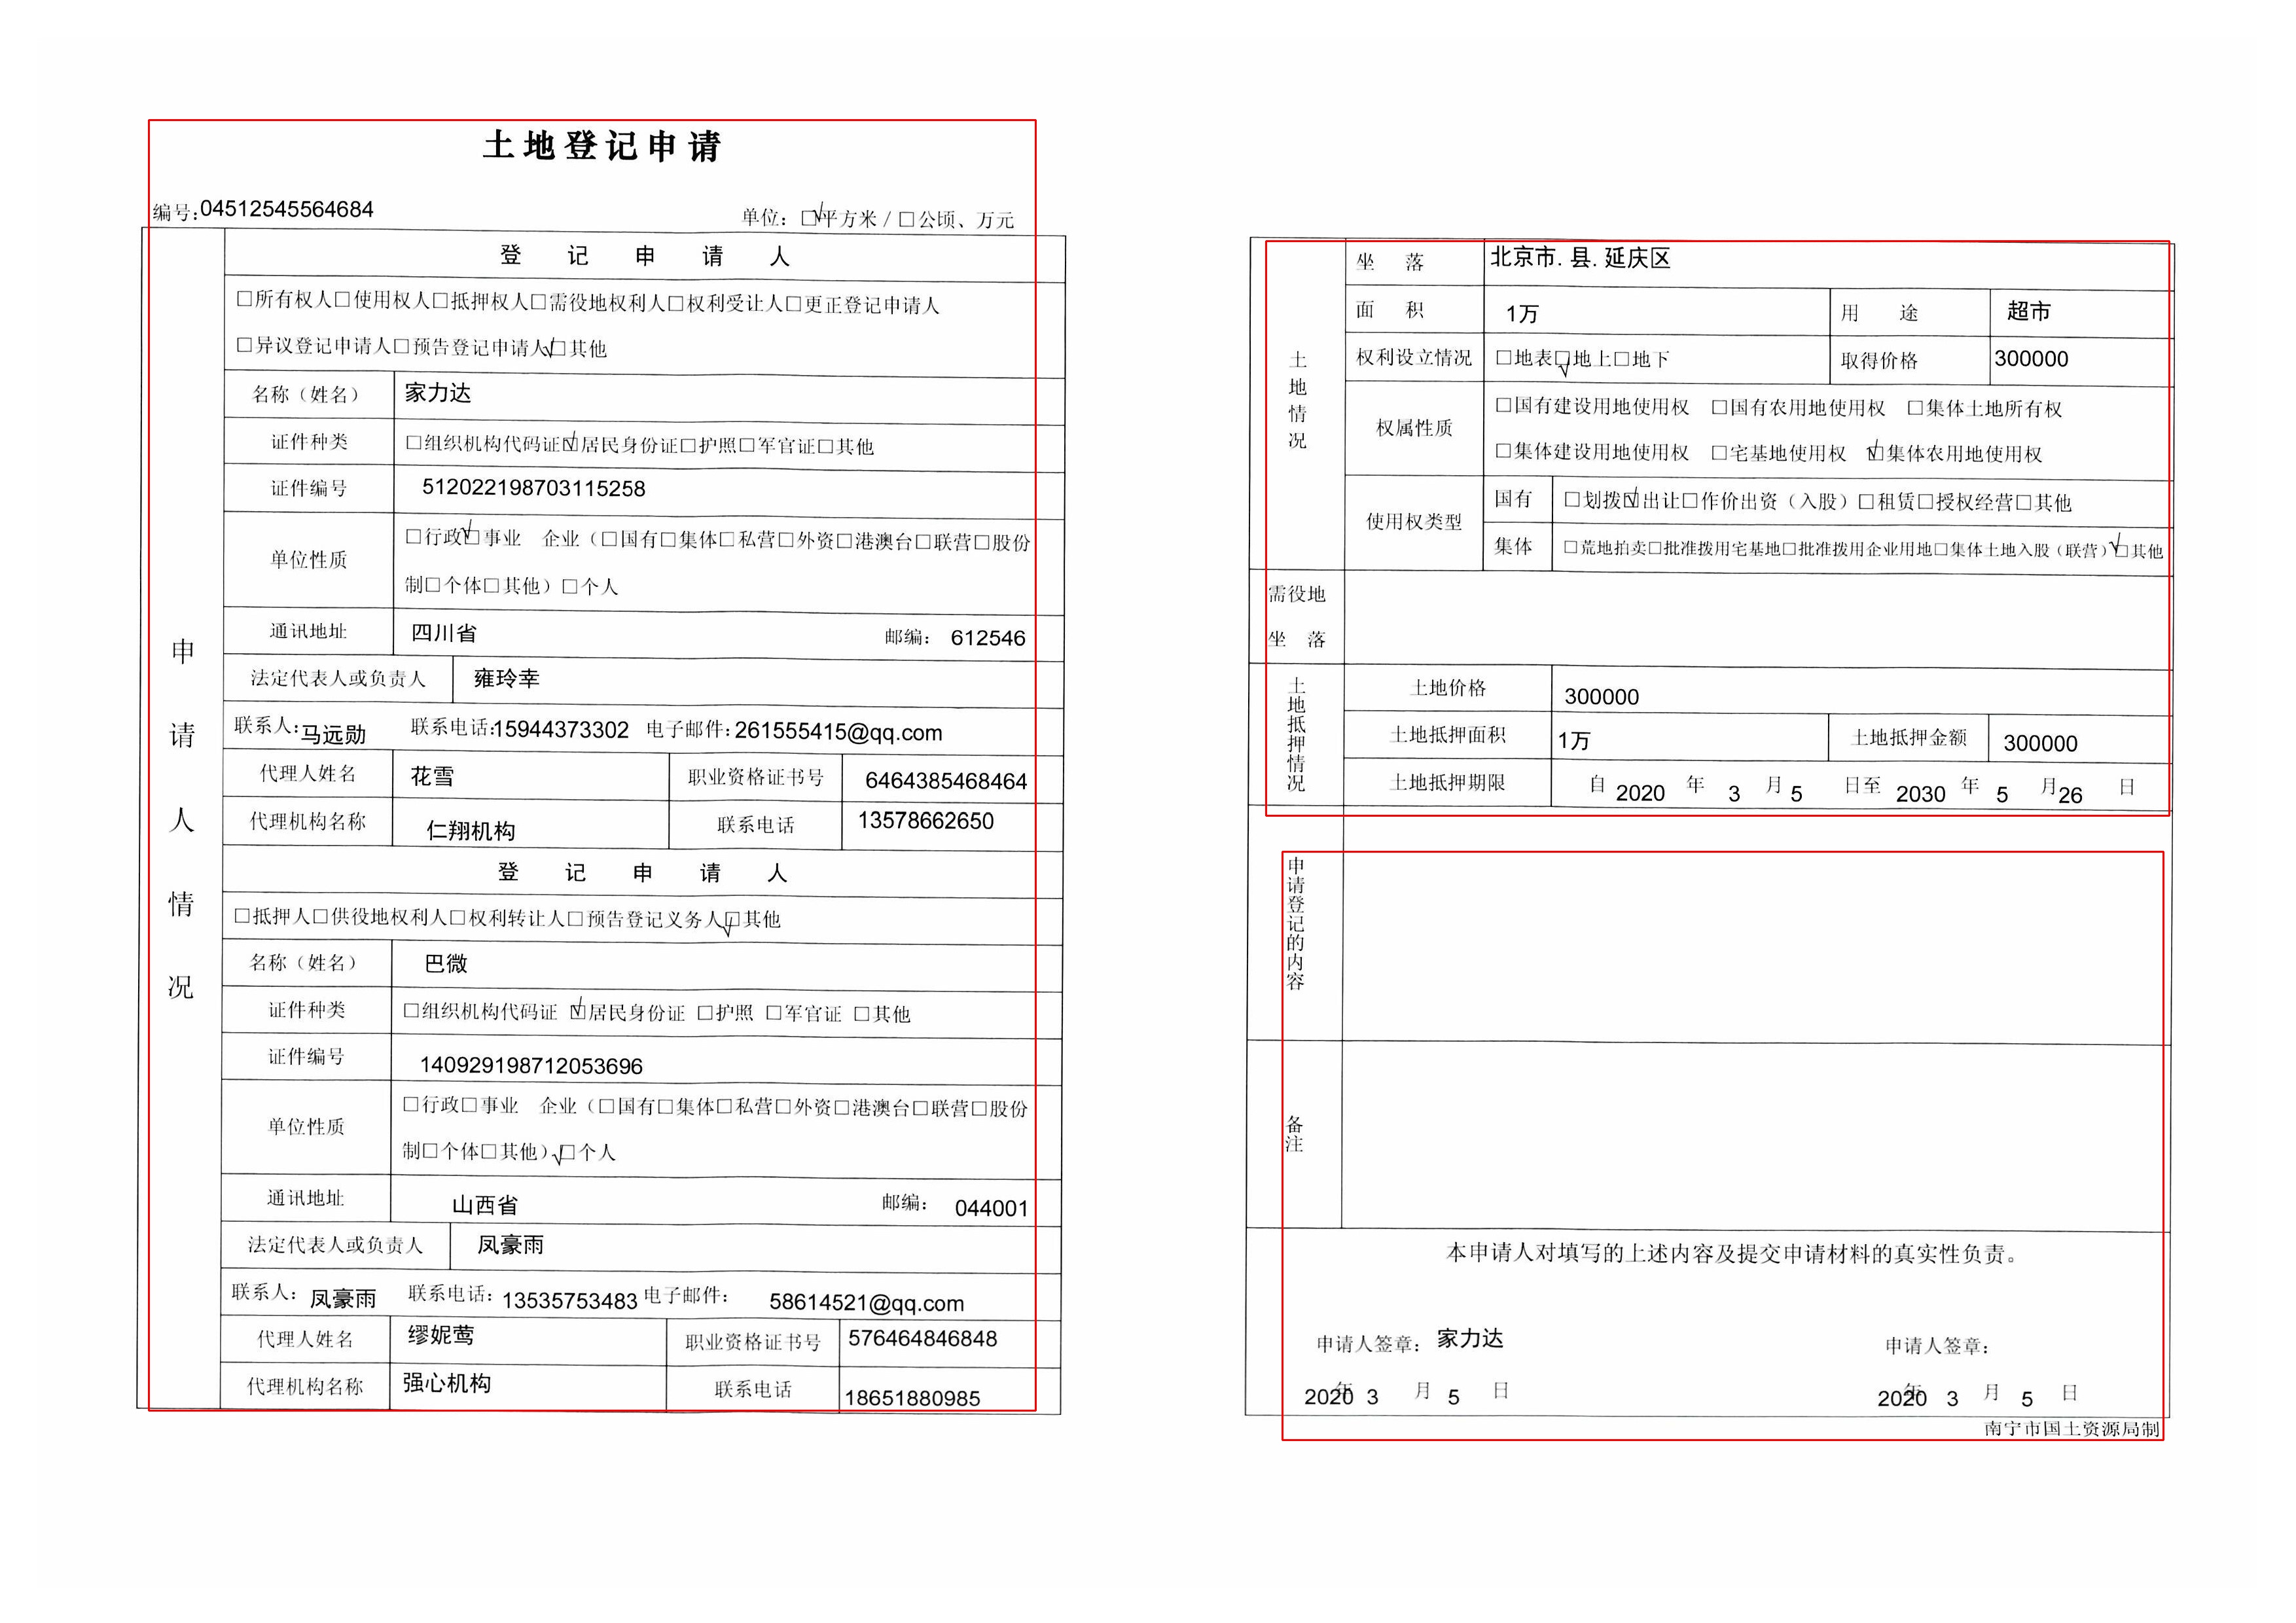 土地登记申请
编号:04512545564684 单位：□√平方米/□公顷、万元
申请人情况
登记申请人
□所有权人□使用权人□抵押权人□需役地权利人□权利受让人□更正登记申请人
□异议登记申请人□预告登记申请人√□其他
名称（姓名） 家力达
证件种类 □组织机构代码证☑居民身份证□护照□军官证□其他
证件编号 512022198703115258
单位性质 □行政☑事业 企业（□国有□集体□私营□外资□港澳台□联营□股份
制□个体□其他）□个人
通讯地址 四川省 邮编： 612546
法定代表人或负责人 雍玲幸
联系人:马远勋 联系电话:15944373302 电子邮件:261555415@qq.com
代理人姓名 花雪 职业资格证书号 6464385468464
代理机构名称 仁翔机构 联系电话 13578662650
登记申请人
□抵押人□供役地权利人□权利转让人□预告登记义务人☑其他
名称（姓名） 巴微
证件种类 □组织机构代码证 ☑居民身份证 □护照 □军官证 □其他
证件编号 140929198712053696
单位性质 □行政□事业 企业（□国有□集体□私营□外资□港澳台□联营□股份
制□个体□其他）√□个人
通讯地址 山西省 邮编： 044001
法定代表人或负责人 凤豪雨
联系人：凤豪雨 联系电话：13535753483 电子邮件： 58614521@qq.com
代理人姓名 缪妮莺 职业资格证书号 576464846848
代理机构名称 强心机构 联系电话 18651880985
土地情况
坐落 北京市.县.延庆区
面积 1万 用途 超市
权利设立情况 □地表☑地上□地下 取得价格 300000
权属性质 □国有建设用地使用权 □国有农用地使用权 □集体土地所有权
□集体建设用地使用权 □宅基地使用权 ☑集体农用地使用权
使用权类型 国有 □划拨☑出让□作价出资（入股）□租赁□授权经营□其他
集体 □荒地拍卖□批准拨用宅基地□批准拨用企业用地□集体土地入股（联营）☑其他
需役地
坐落
土地抵押情况
土地价格 300000
土地抵押面积 1万 土地抵押金额 300000
土地抵押期限 自 2020 年 3 月 5 日至 2030 年 5 月 26 日
申请登记的内容
备注
本申请人对填写的上述内容及提交申请材料的真实性负责。
申请人签章： 家力达 申请人签章：
2020年 3 月 5 日 2020年 3 月 5 日
南宁市国土资源局制